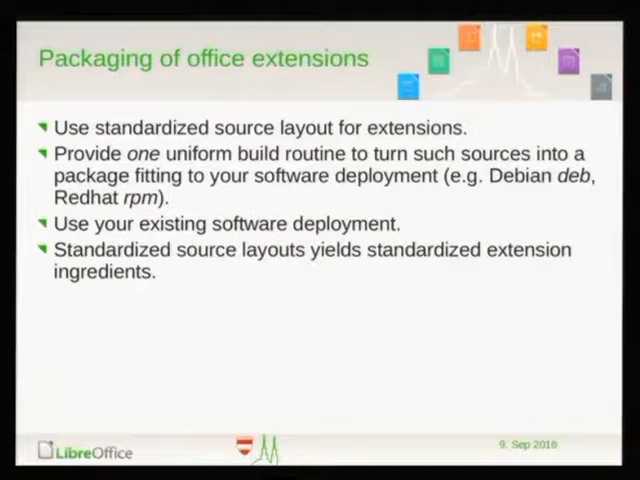 Packaging of office extensions
Use standardized source layout for extensions.
Provide one uniform build routine to turn such sources into a
package fitting to your software deployment (e.g. Debian deb,
Redhat rpm).
Use your existing software deployment.
Standardized source layouts yields standardized extension
ingredients.
LibreOffice
9. Sep 2016